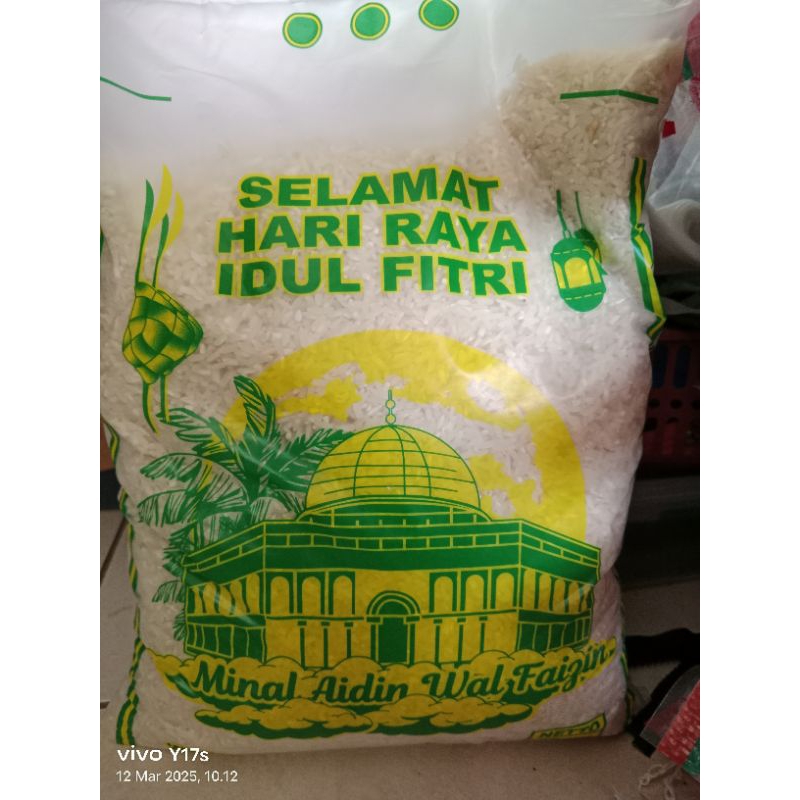 SELAMAT
HARI RAYA
IDUL FITRI
Minal Aidin Wal Faizin
NETTO
vivo Y17s
12 Mar 2025, 10.12